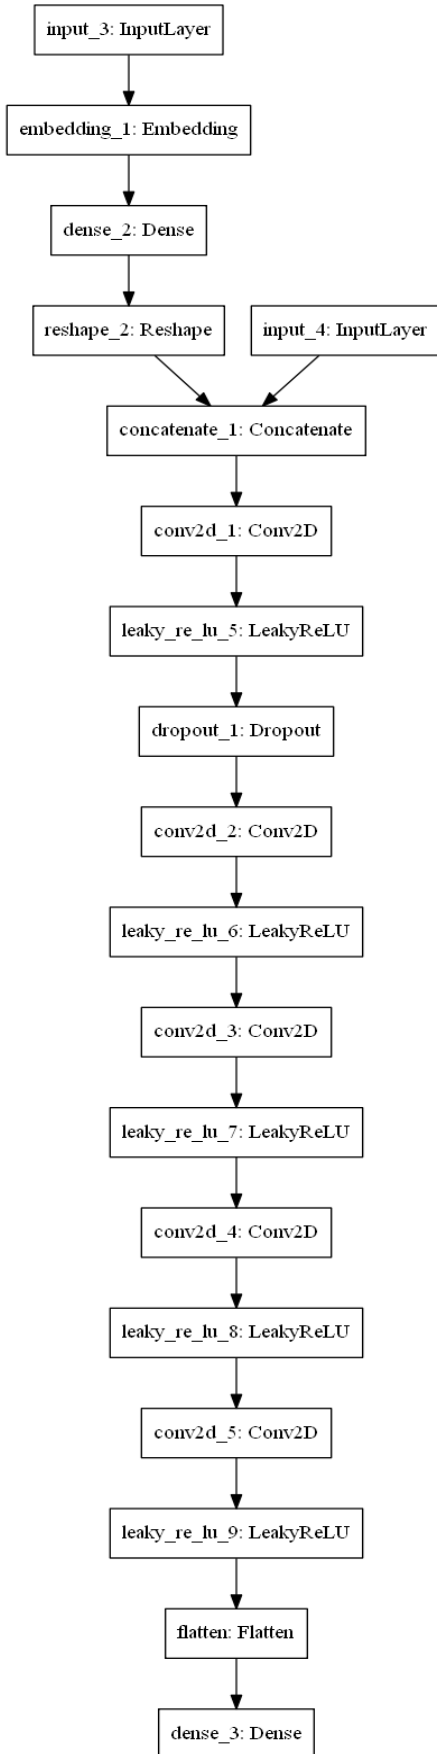 input_3: InputLayer
embedding_1: Embedding
dense_2: Dense
reshape_2: Reshape
input_4: InputLayer
concatenate_1: Concatenate
conv2d_1: Conv2D
leaky_re_lu_5: LeakyReLU
dropout_1: Dropout
conv2d_2: Conv2D
leaky_re_lu_6: LeakyReLU
conv2d_3: Conv2D
leaky_re_lu_7: LeakyReLU
conv2d_4: Conv2D
leaky_re_lu_8: LeakyReLU
conv2d_5: Conv2D
leaky_re_lu_9: LeakyReLU
flatten: Flatten
dense_3: Dense